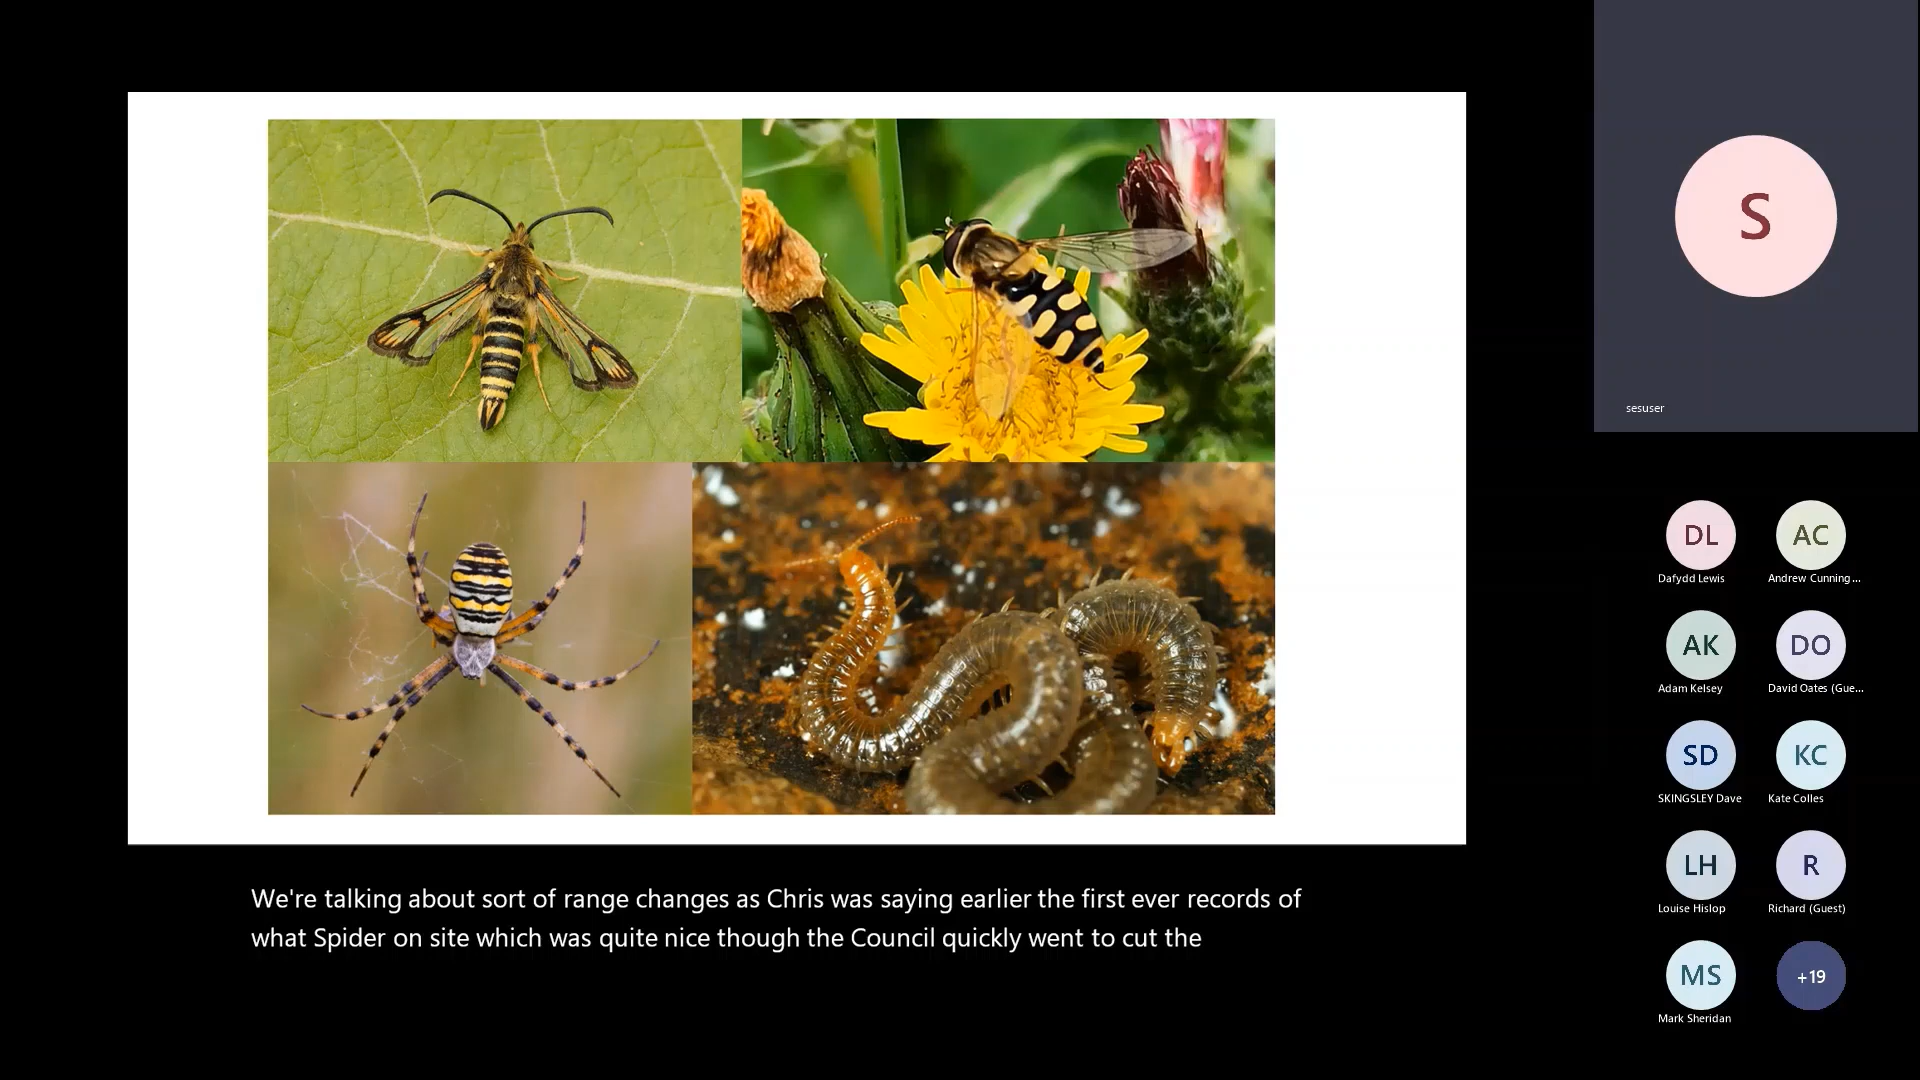 S
sesuser
DL
AC
Dafydd Lewis
Andrew Cunning...
AK
DO
Adam Kelsey
David Oates (Gue...
SD
KC
SKINGSLEY Dave
Kate Colles
LH
R
Louise Hislop
Richard (Guest)
MS
+19
Mark Sheridan
We're talking about sort of range changes as Chris was saying earlier the first ever records of
what Spider on site which was quite nice though the Council quickly went to cut the